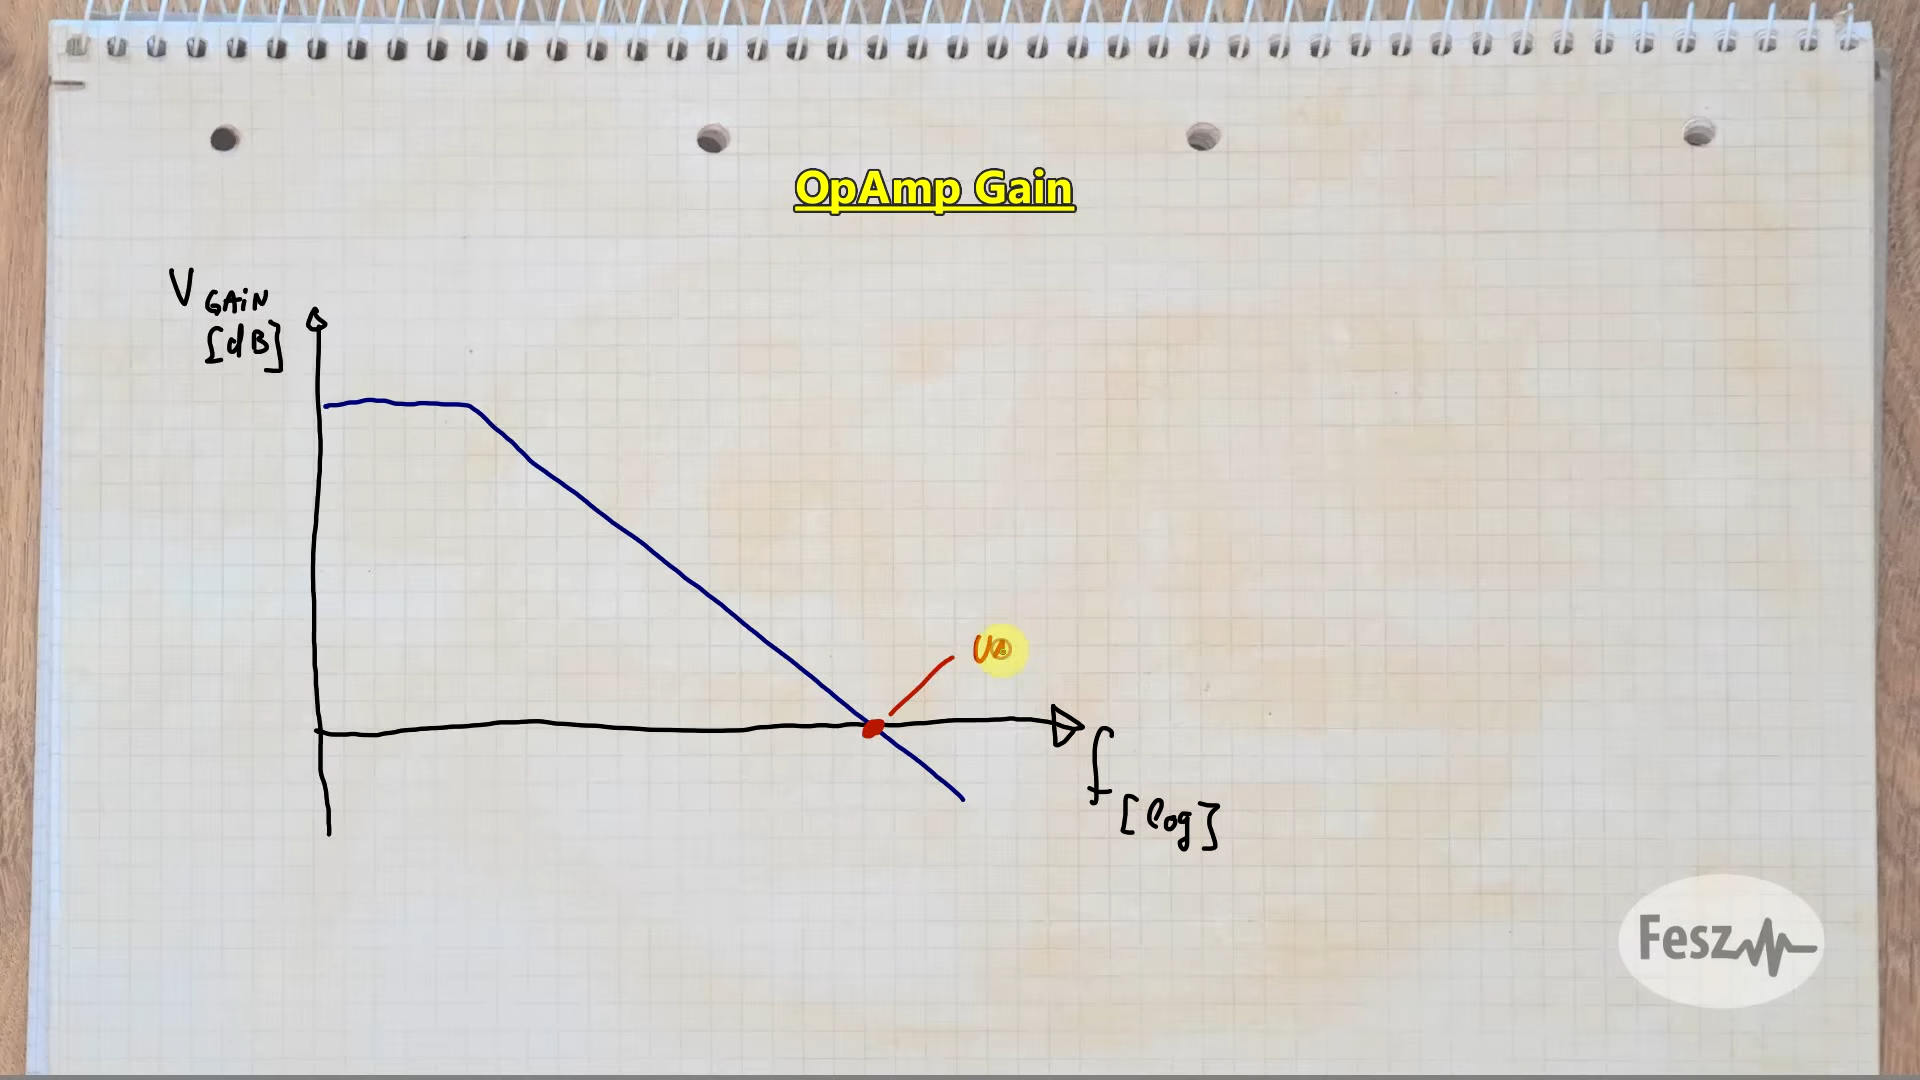 OpAmp Gain
V GAiN
[dB]
f
[log]
Fesz